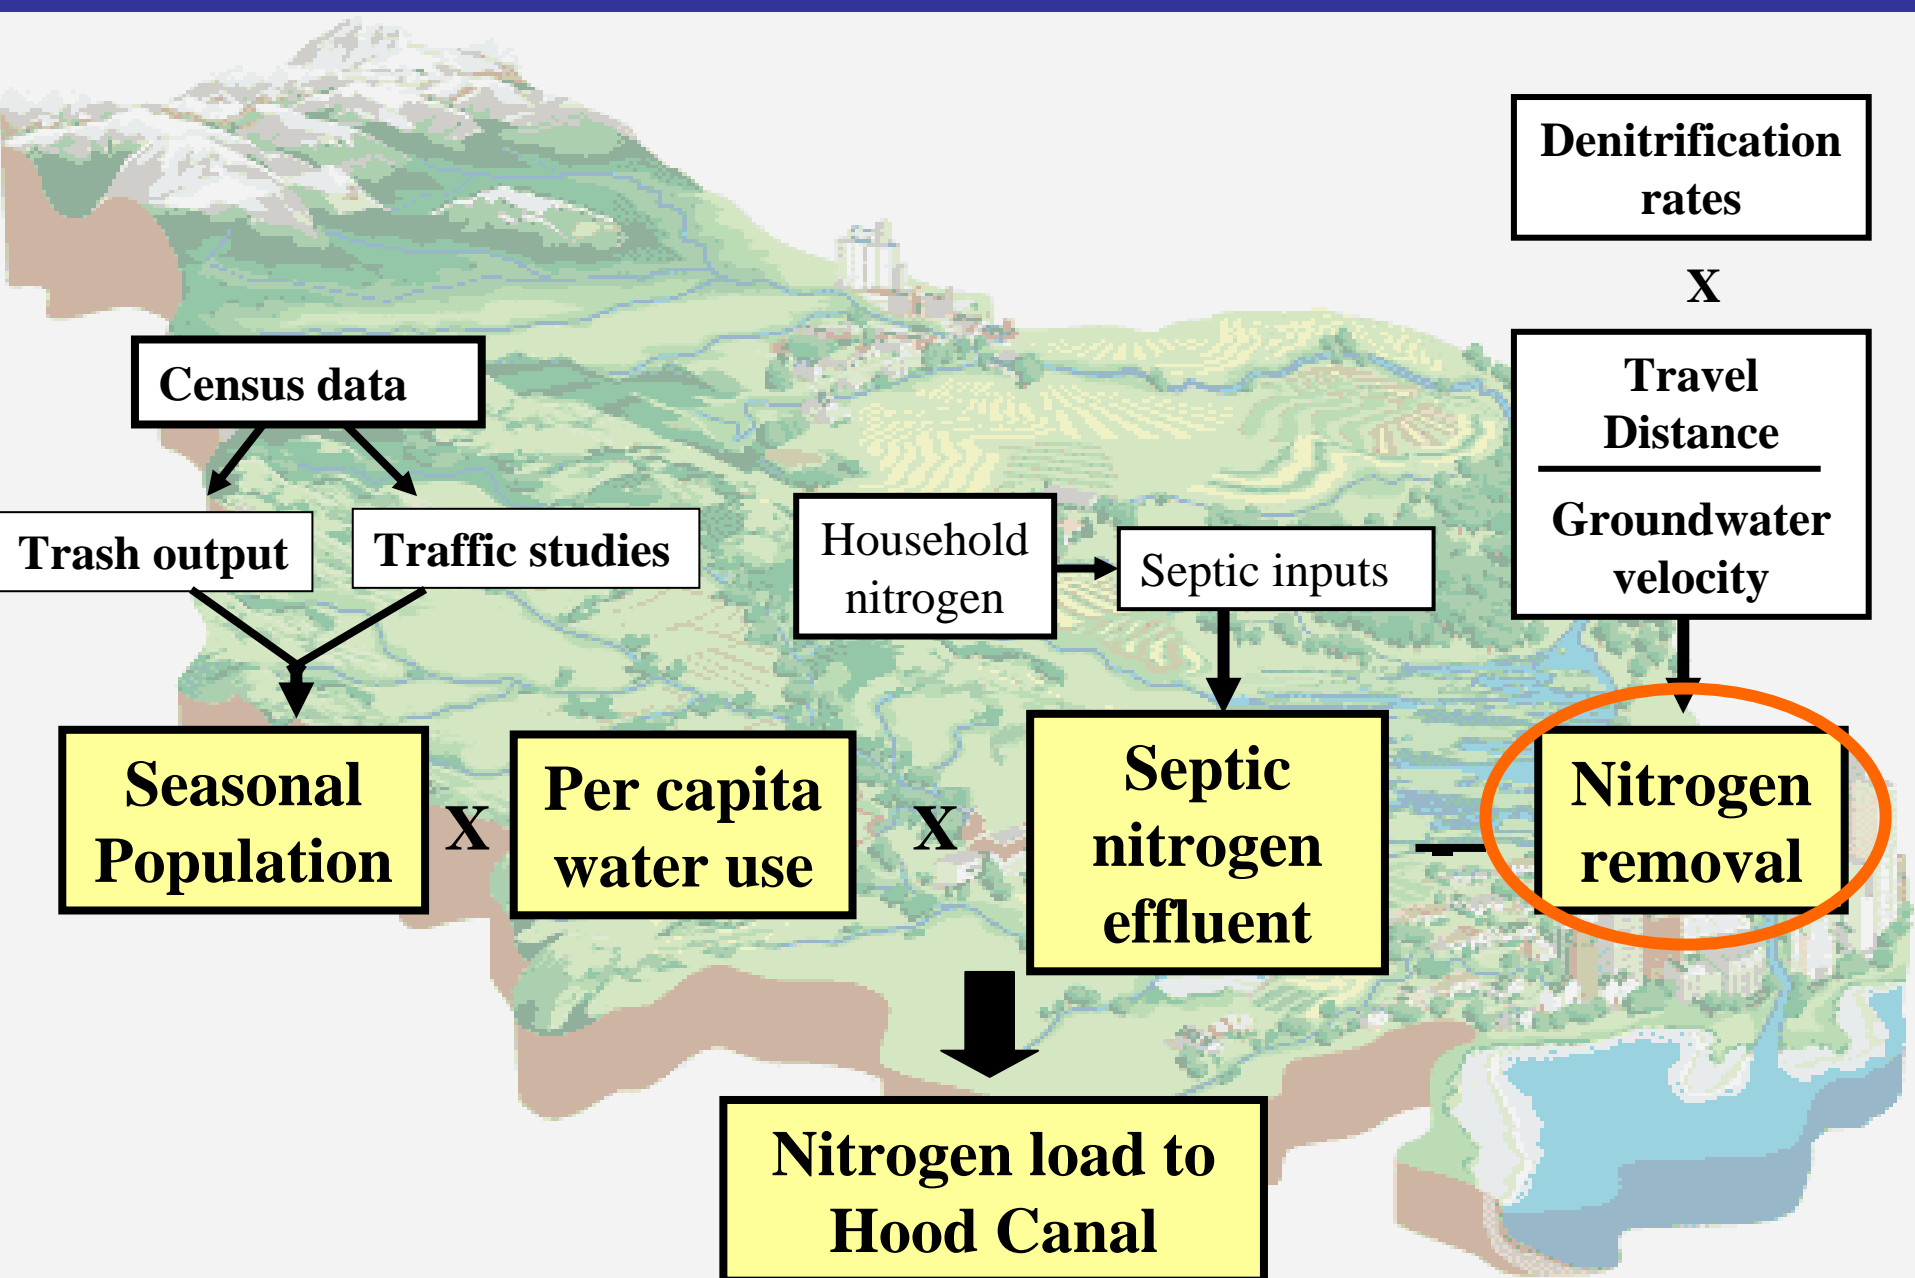 Denitrification
rates
X
Travel
Distance
Groundwater
velocity
Census data
Trash output
Traffic studies
Household
nitrogen
Septic inputs
Seasonal
Population
X
Per capita
water use
X
Septic
nitrogen
effluent
-
Nitrogen
removal
Nitrogen load to
Hood Canal